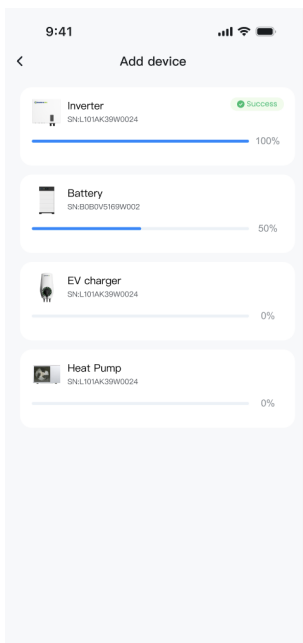 9:41
Add device
Inverter
Success
SN:L101AK39W0024
100%
Battery
SN:B0B0V5169W002
50%
EV charger
SN:L101AK39W0024
0%
Heat Pump
SN:L101AK39W0024
0%